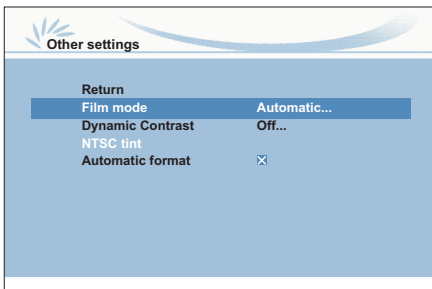 Other settings
Return
Film mode Automatic...
Dynamic Contrast Off...
NTSC tint
Automatic format